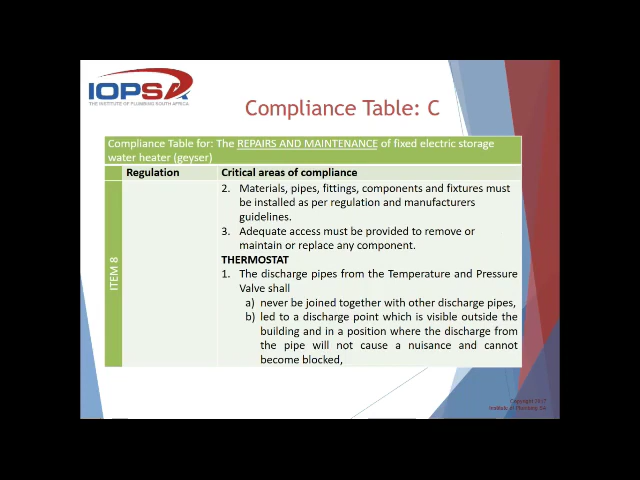 IOPSA
THE INSTITUTE OF PLUMBING SOUTH AFRICA
Compliance Table: C
Compliance Table for: The REPAIRS AND MAINTENANCE of fixed electric storage
water heater (geyser)
Regulation
Critical areas of compliance
ITEM 8
2. Materials, pipes, fittings, components and fixtures must
be installed as per regulation and manufacturers
guidelines.
3. Adequate access must be provided to remove or
maintain or replace any component.
THERMOSTAT
1. The discharge pipes from the Temperature and Pressure
Valve shall
a) never be joined together with other discharge pipes,
b) led to a discharge point which is visible outside the
building and in a position where the discharge from
the pipe will not cause a nuisance and cannot
become blocked,
Copyright 2017
Institute of Plumbing SA